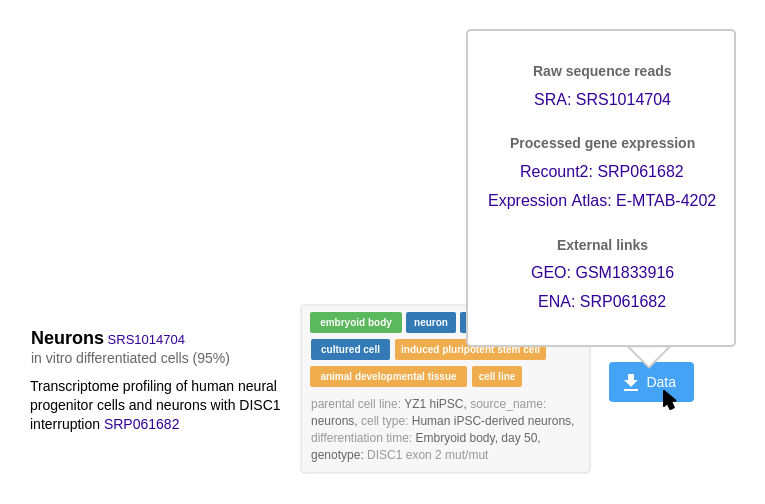 Raw sequence reads
SRA: SRS1014704
Processed gene expression
Recount2: SRP061682
Expression Atlas: E-MTAB-4202
External links
GEO: GSM1833916
ENA: SRP061682
Neurons SRS1014704
in vitro differentiated cells (95%)
Transcriptome profiling of human neural
progenitor cells and neurons with DISC1
interruption SRP061682
embryoid body neuron
cultured cell induced pluripotent stem cell
animal developmental tissue cell line
parental cell line: YZ1 hiPSC, source_name:
neurons, cell type: Human iPSC-derived neurons,
differentiation time: Embryoid body, day 50,
genotype: DISC1 exon 2 mut/mut
Data